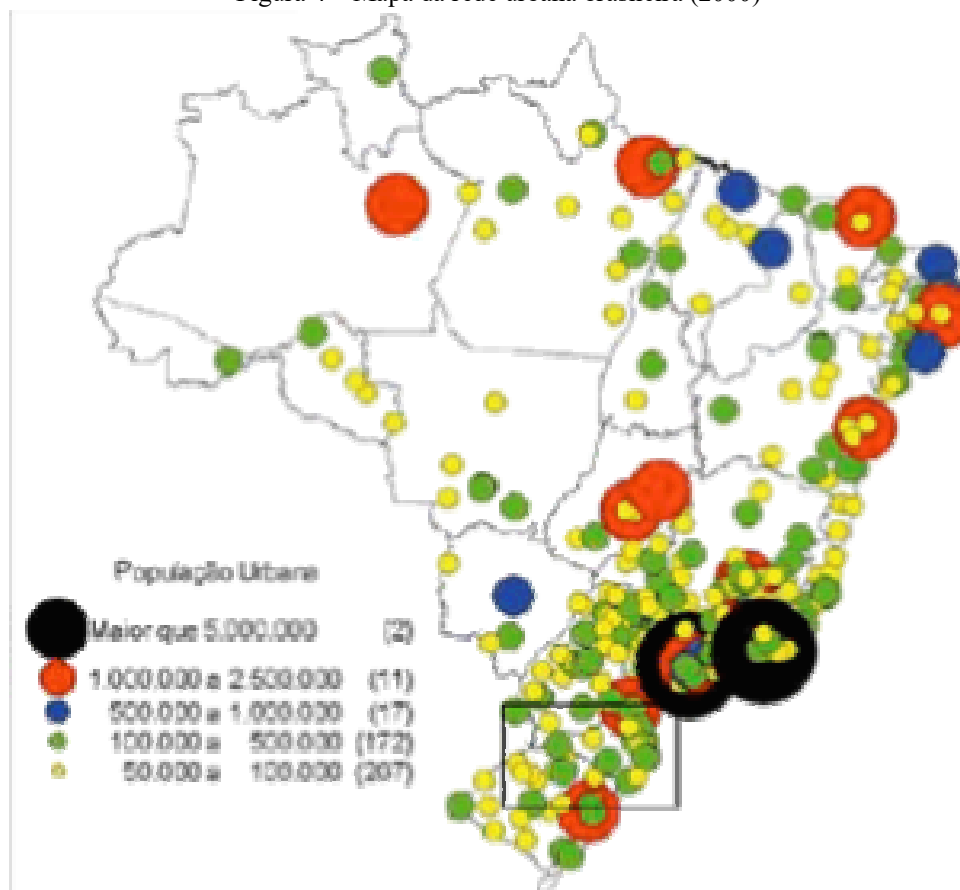 População Urbana
Maior que 5.000.000 (2)
1.000.000 a 2.500.000 (11)
500.000 a 1.000.000 (17)
100.000 a 500.000 (172)
50.000 a 100.000 (207)